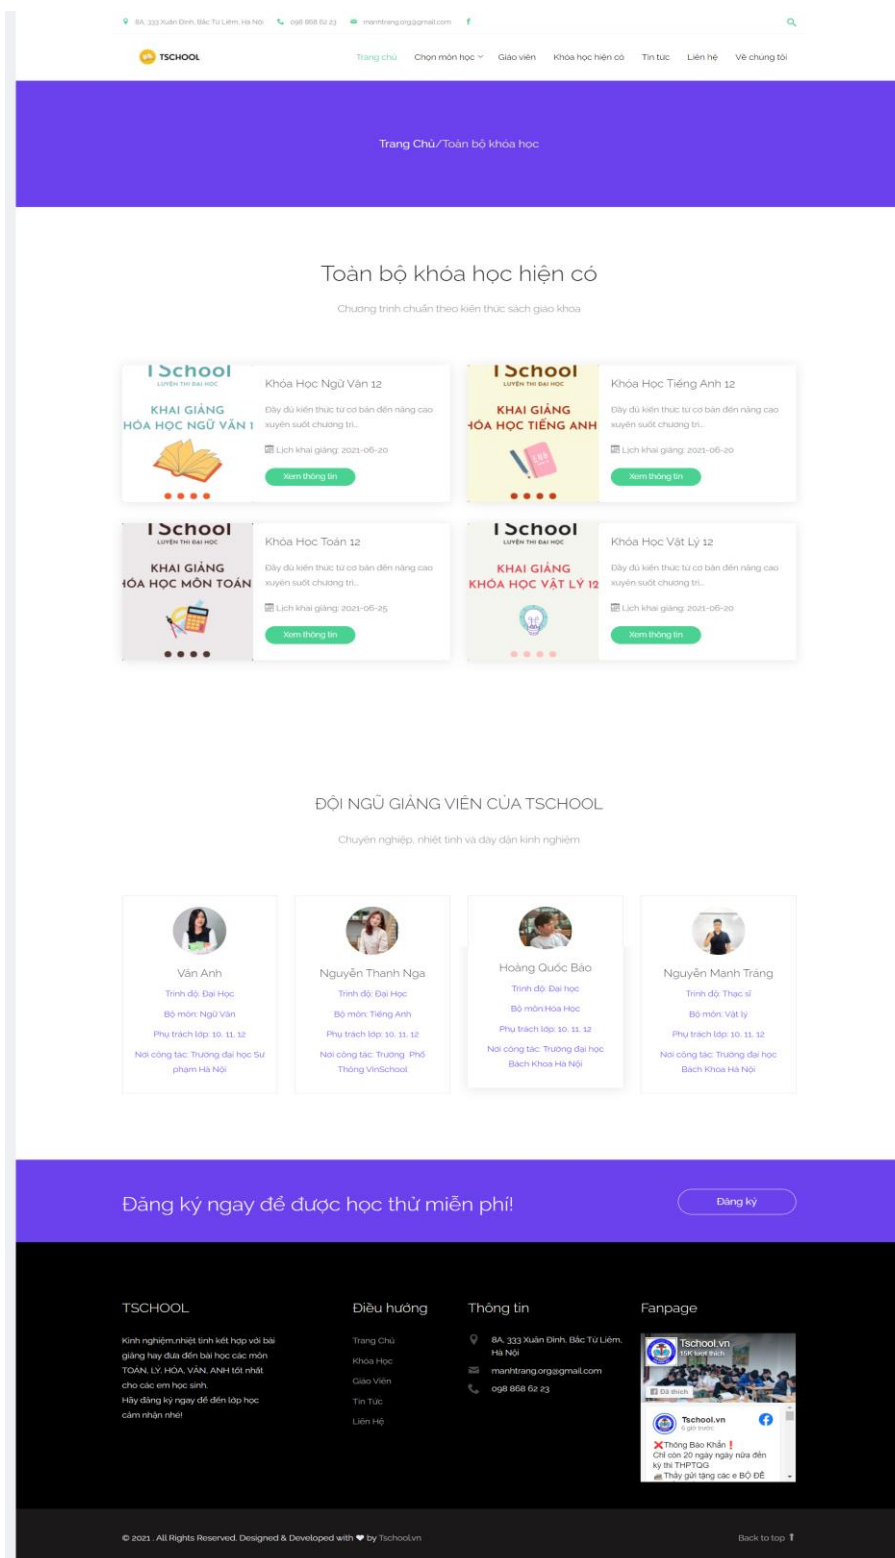 8A, 333 Xuân Đỉnh, Bắc Từ Liêm, Hà Nội 098 868 62 23 manhtrang.org@gmail.com
TSCHOOL Trang chủ Chọn môn học Giáo viên Khóa học hiện có Tin tức Liên hệ Về chúng tôi
Trang Chủ/Toàn bộ khóa học
Toàn bộ khóa học hiện có
Chương trình chuẩn theo kiến thức sách giáo khoa
TSchool
LUYỆN THI ĐẠI HỌC
KHAI GIẢNG
HÓA HỌC NGỮ VĂN 1
Khóa Học Ngữ Văn 12
Đầy đủ kiến thức từ cơ bản đến nâng cao
xuyên suốt chương trì...
Lịch khai giảng: 2021-06-20
Xem thông tin
TSchool
LUYỆN THI ĐẠI HỌC
KHAI GIẢNG
HÓA HỌC TIẾNG ANH
Khóa Học Tiếng Anh 12
Đầy đủ kiến thức từ cơ bản đến nâng cao
xuyên suốt chương trì...
Lịch khai giảng: 2021-06-20
Xem thông tin
TSchool
LUYỆN THI ĐẠI HỌC
KHAI GIẢNG
HÓA HỌC MÔN TOÁN
Khóa Học Toán 12
Đầy đủ kiến thức từ cơ bản đến nâng cao
xuyên suốt chương trì...
Lịch khai giảng: 2021-06-25
Xem thông tin
TSchool
LUYỆN THI ĐẠI HỌC
KHAI GIẢNG
KHÓA HỌC VẬT LÝ 12
Khóa Học Vật Lý 12
Đầy đủ kiến thức từ cơ bản đến nâng cao
xuyên suốt chương trì...
Lịch khai giảng: 2021-06-20
Xem thông tin
ĐỘI NGŨ GIẢNG VIÊN CỦA TSCHOOL
Chuyên nghiệp, nhiệt tình và dày dặn kinh nghiệm
Vân Anh
Trình độ: Đại Học
Bộ môn: Ngữ Văn
Phụ trách lớp: 10, 11, 12
Nơi công tác: Trường đại học Sư
phạm Hà Nội
Nguyễn Thanh Nga
Trình độ: Đại Học
Bộ môn: Tiếng Anh
Phụ trách lớp: 10, 11, 12
Nơi công tác: Trường Phổ
Thông VinSchool
Hoàng Quốc Bảo
Trình độ: Đại học
Bộ môn:Hóa Học
Phụ trách lớp: 10, 11, 12
Nơi công tác: Trường đại học
Bách Khoa Hà Nội
Nguyễn Mạnh Tráng
Trình độ: Thạc sĩ
Bộ môn: Vật lý
Phụ trách lớp: 10, 11, 12
Nơi công tác: Trường đại học
Bách Khoa Hà Nội
Đăng ký ngay để được học thử miễn phí!
Đăng ký
TSCHOOL
Kinh nghiệm,nhiệt tình kết hợp với bài
giảng hay đưa đến bài học các môn
TOÁN, LÝ, HÓA, VĂN, ANH tốt nhất
cho các em học sinh.
Hãy đăng ký ngay để đến lớp học
cảm nhận nhé!
Điều hướng
Trang Chủ
Khóa Học
Giáo Viên
Tin Tức
Liên Hệ
Thông tin
8A, 333 Xuân Đỉnh, Bắc Từ Liêm,
Hà Nội
manhtrang.org@gmail.com
098 868 62 23
Fanpage
Tschool.vn
15K lượt thích
Đã thích
Tschool.vn
6 giờ trước
❌Thông Báo Khẩn❗
Chỉ còn 20 ngày ngày nữa đến
kỳ thi THPTQG
Thầy gửi tặng các e BỘ ĐỀ
© 2021 . All Rights Reserved. Designed & Developed with ❤ by Tschool.vn
Back to top